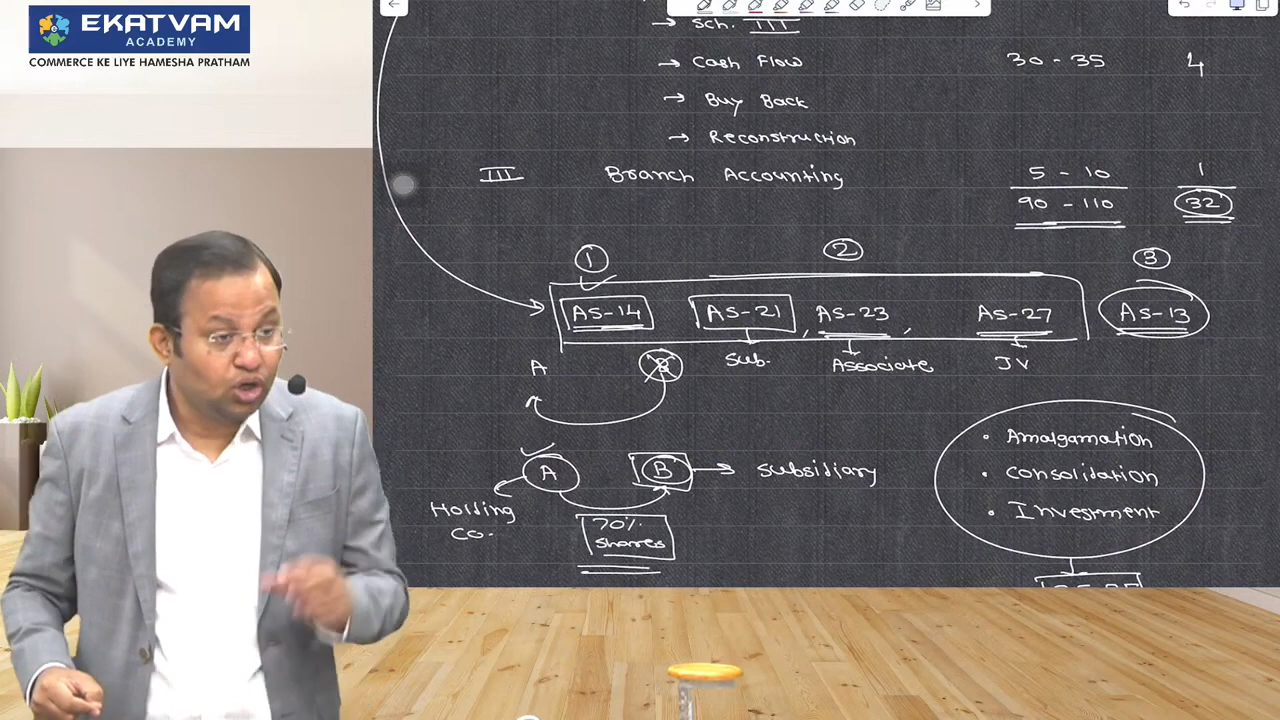 EKATVAM
ACADEMY
COMMERCE KE LIYE HAMESHA PRATHAM
→ Sch. III
→ Cash Flow 30 - 35 4
→ Buy Back
→ Reconstruction
III Branch Accounting 5 - 10 1
90 - 110 32
1 2 3
AS-14 AS-21, AS-23, AS-27 AS-13
A B Sub. Associate JV
A B → Subsidiary
Holding Co.
70% Shares
• Amalgamation
• Consolidation
• Investment